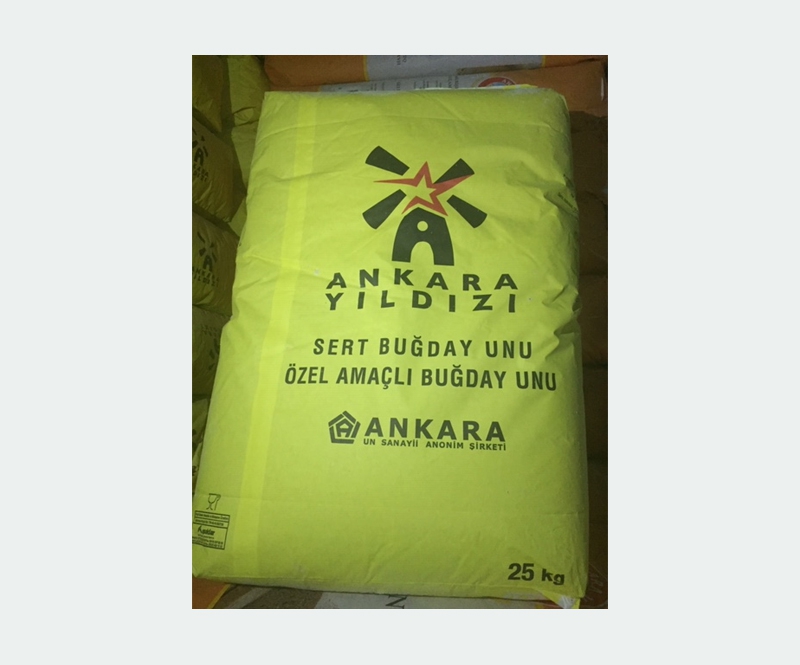 ANKARA
YILDIZI
SERT BUĞDAY UNU
ÖZEL AMAÇLI BUĞDAY UNU
ANKARA
UN SANAYİİ ANONİM ŞİRKETİ
25 kg